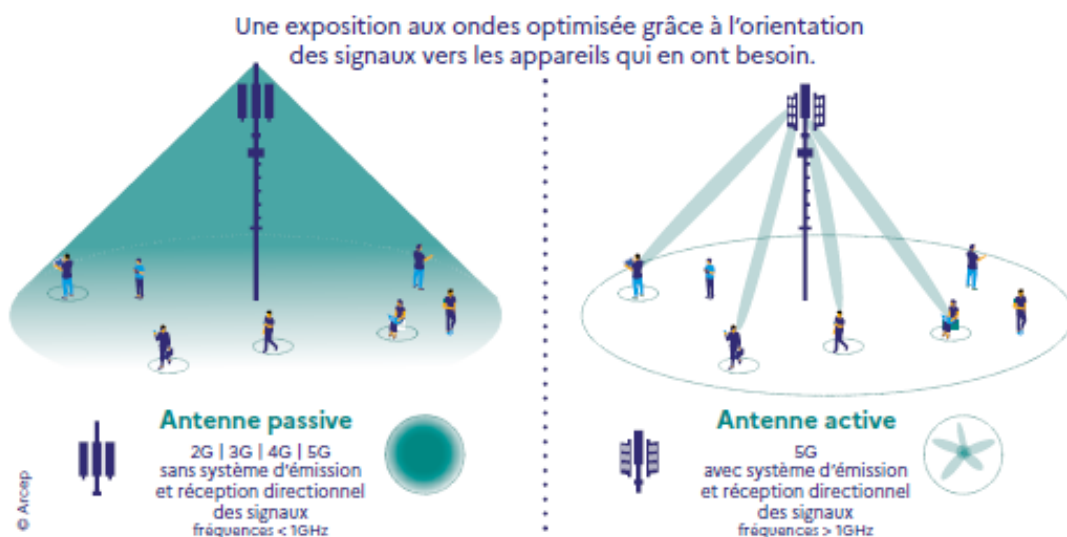 Une exposition aux ondes optimisée grâce à l'orientation
des signaux vers les appareils qui en ont besoin.
Antenne passive
2G | 3G | 4G | 5G
sans système d'émission
et réception directionnel
des signaux
fréquences < 1GHz
Antenne active
5G
avec système d'émission
et réception directionnel
des signaux
fréquences > 1GHz
© Arcep